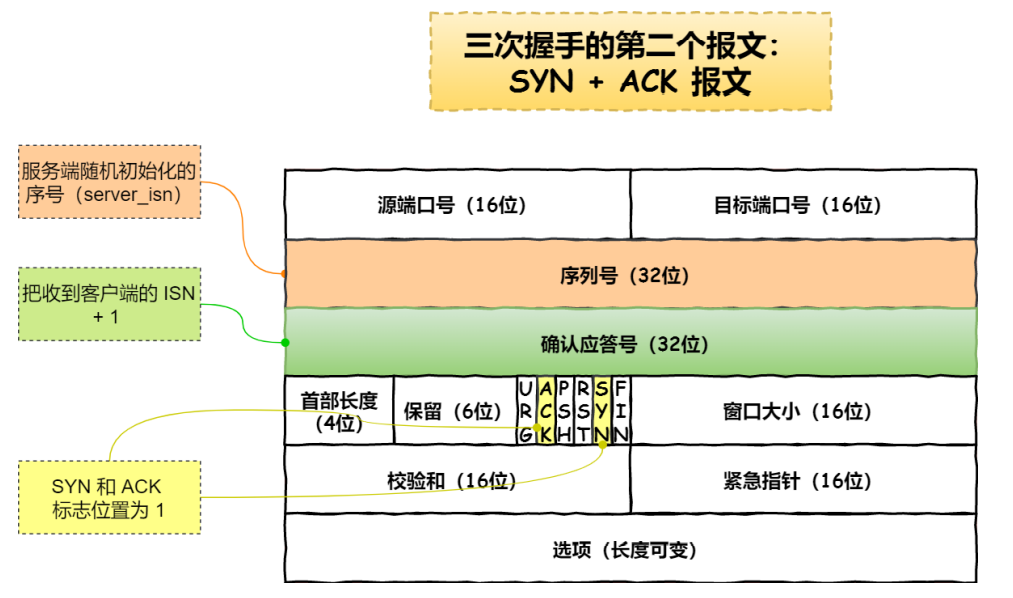 三次握手的第二个报文：
SYN + ACK 报文
服务端随机初始化的
序号（server_isn）
源端口号（16位）
目标端口号（16位）
序列号（32位）
把收到客户端的 ISN
+ 1
确认应答号（32位）
首部长度
（4位）
保留（6位）
URG
ACK
PSH
RST
SYN
FIN
窗口大小（16位）
SYN 和 ACK
标志位置为 1
校验和（16位）
紧急指针（16位）
选项（长度可变）